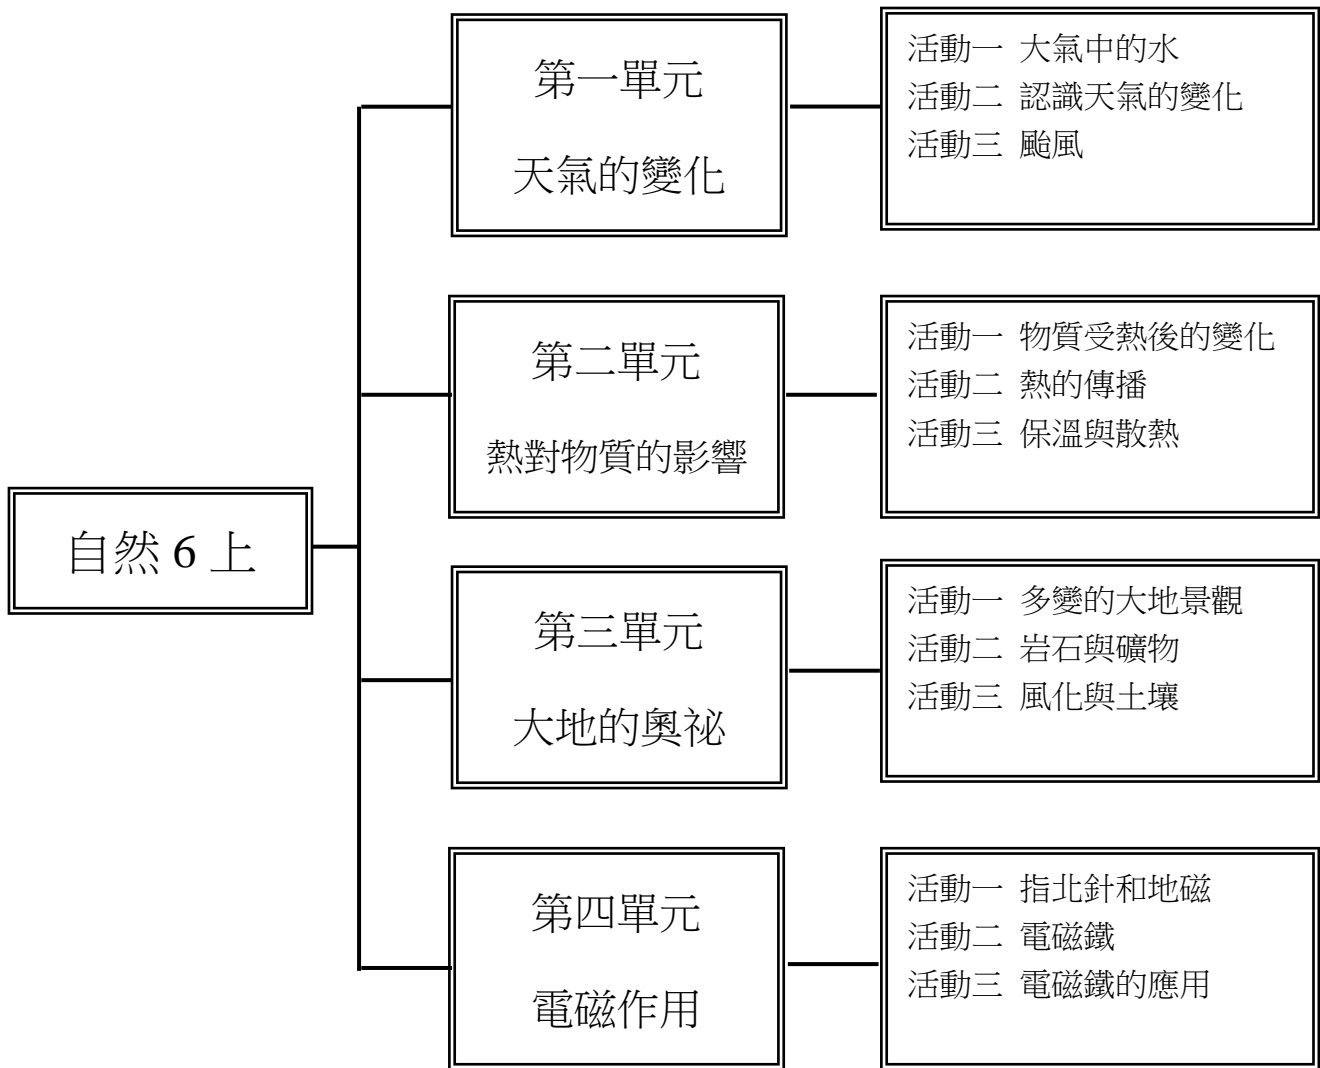 自然 6 上
第一單元
天氣的變化
活動一 大氣中的水
活動二 認識天氣的變化
活動三 颱風
第二單元
熱對物質的影響
活動一 物質受熱後的變化
活動二 熱的傳播
活動三 保溫與散熱
第三單元
大地的奧祕
活動一 多變的大地景觀
活動二 岩石與礦物
活動三 風化與土壤
第四單元
電磁作用
活動一 指北針和地磁
活動二 電磁鐵
活動三 電磁鐵的應用